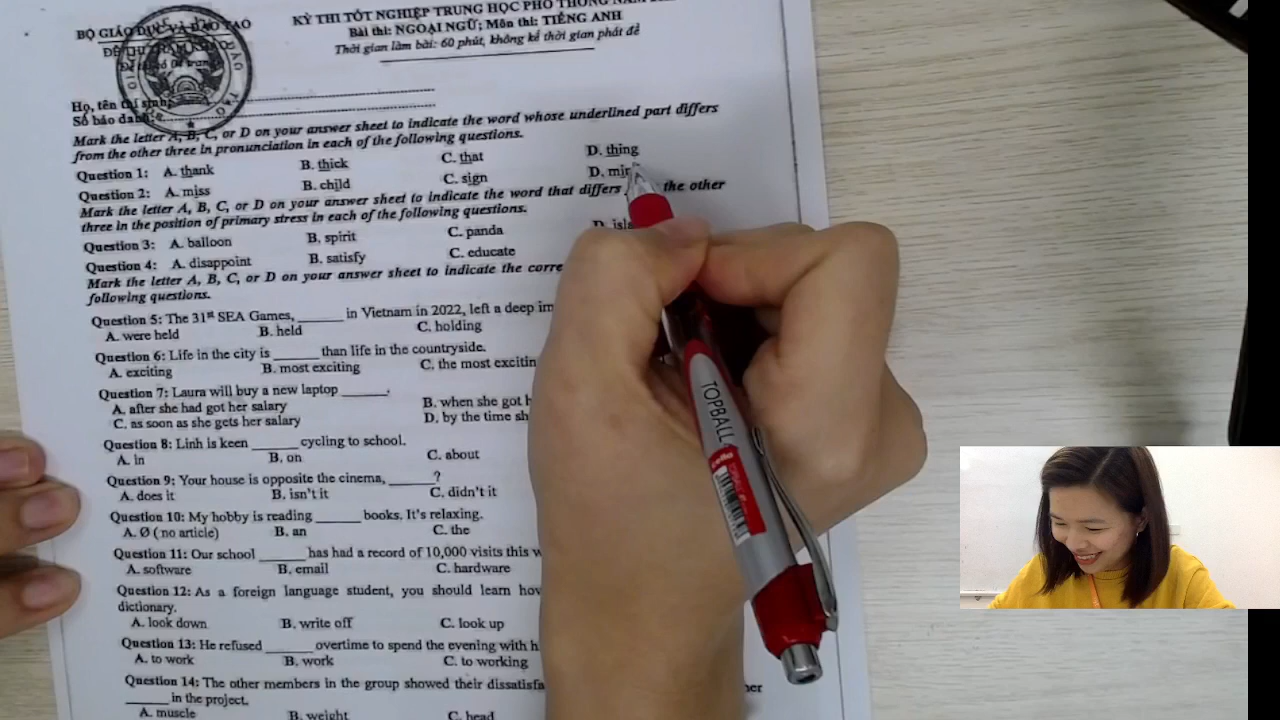 BỘ GIÁO DỤC VÀ ĐÀO TẠO
KỲ THI TỐT NGHIỆP TRUNG HỌC PHỔ THÔNG
Bài thi: NGOẠI NGỮ; Môn thi: TIẾNG ANH
Thời gian làm bài: 60 phút, không kể thời gian phát đề
Họ, tên thí sinh:
Số báo danh:
Mark the letter A, B, C, or D on your answer sheet to indicate the word whose underlined part differs
from the other three in pronunciation in each of the following questions.
Question 1: A. thank B. thick C. that D. thing
Question 2: A. miss B. child C. sign D.
Mark the letter A, B, C, or D on your answer sheet to indicate the word that differs the other
three in the position of primary stress in each of the following questions.
Question 3: A. balloon B. spirit C. panda
Question 4: A. disappoint B. satisfy C. educate
Mark the letter A, B, C, or D on your answer sheet to indicate the
following questions.
Question 5: The 31st SEA Games, ______ in Vietnam in 2022, left a deep
A. were held B. held C. holding
Question 6: Life in the city is ______ than life in the countryside.
A. exciting B. most exciting C. the most
Question 7: Laura will buy a new laptop ______.
A. after she had got her salary B. when she got
C. as soon as she gets her salary D. by the time
Question 8: Linh is keen ______ cycling to school.
A. in B. on C. about
Question 9: Your house is opposite the cinema, ______?
A. does it B. isn't it C. didn't it
Question 10: My hobby is reading ______ books. It's relaxing.
A. Ø ( no article) B. an C. the
Question 11: Our school ______ has had a record of 10,000 visits this
A. software B. email C. hardware
Question 12: As a foreign language student, you should learn
dictionary.
A. look down B. write off C. look up
Question 13: He refused ______ overtime to spend the evening with
A. to work B. work C. to working
Question 14: The other members in the group showed their
______ in the project.
A. muscle B. weight C. head
TOPBALL
cello